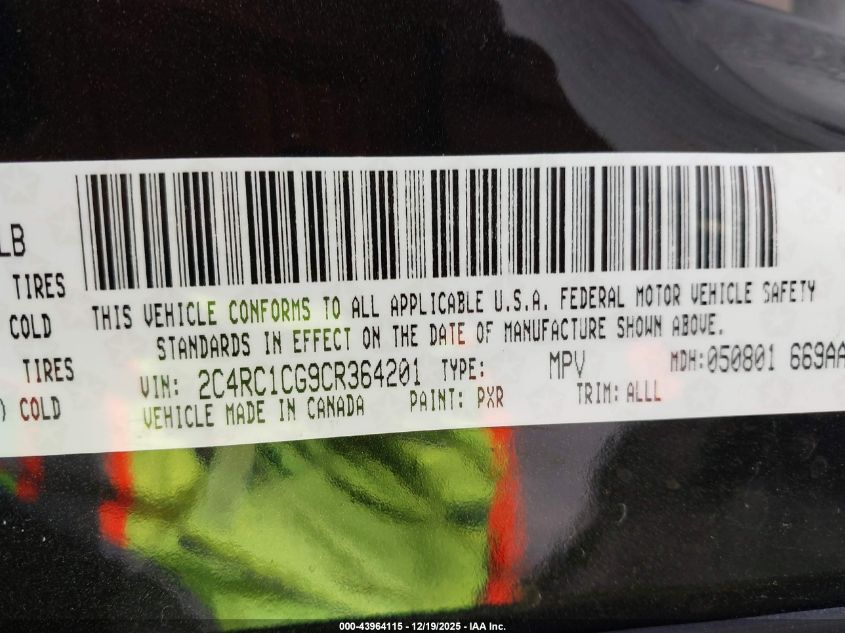 LB
TIRES
COLD
TIRES
) COLD
THIS VEHICLE CONFORMS TO ALL APPLICABLE U.S.A. FEDERAL MOTOR VEHICLE SAFETY
STANDARDS IN EFFECT ON THE DATE OF MANUFACTURE SHOWN ABOVE.
VIN: 2C4RC1CG9CR364201 TYPE: MPV MDH:050801 669AA
VEHICLE MADE IN CANADA PAINT: PXR TRIM: ALLL
000-43964115 - 12/19/2025 - IAA Inc.